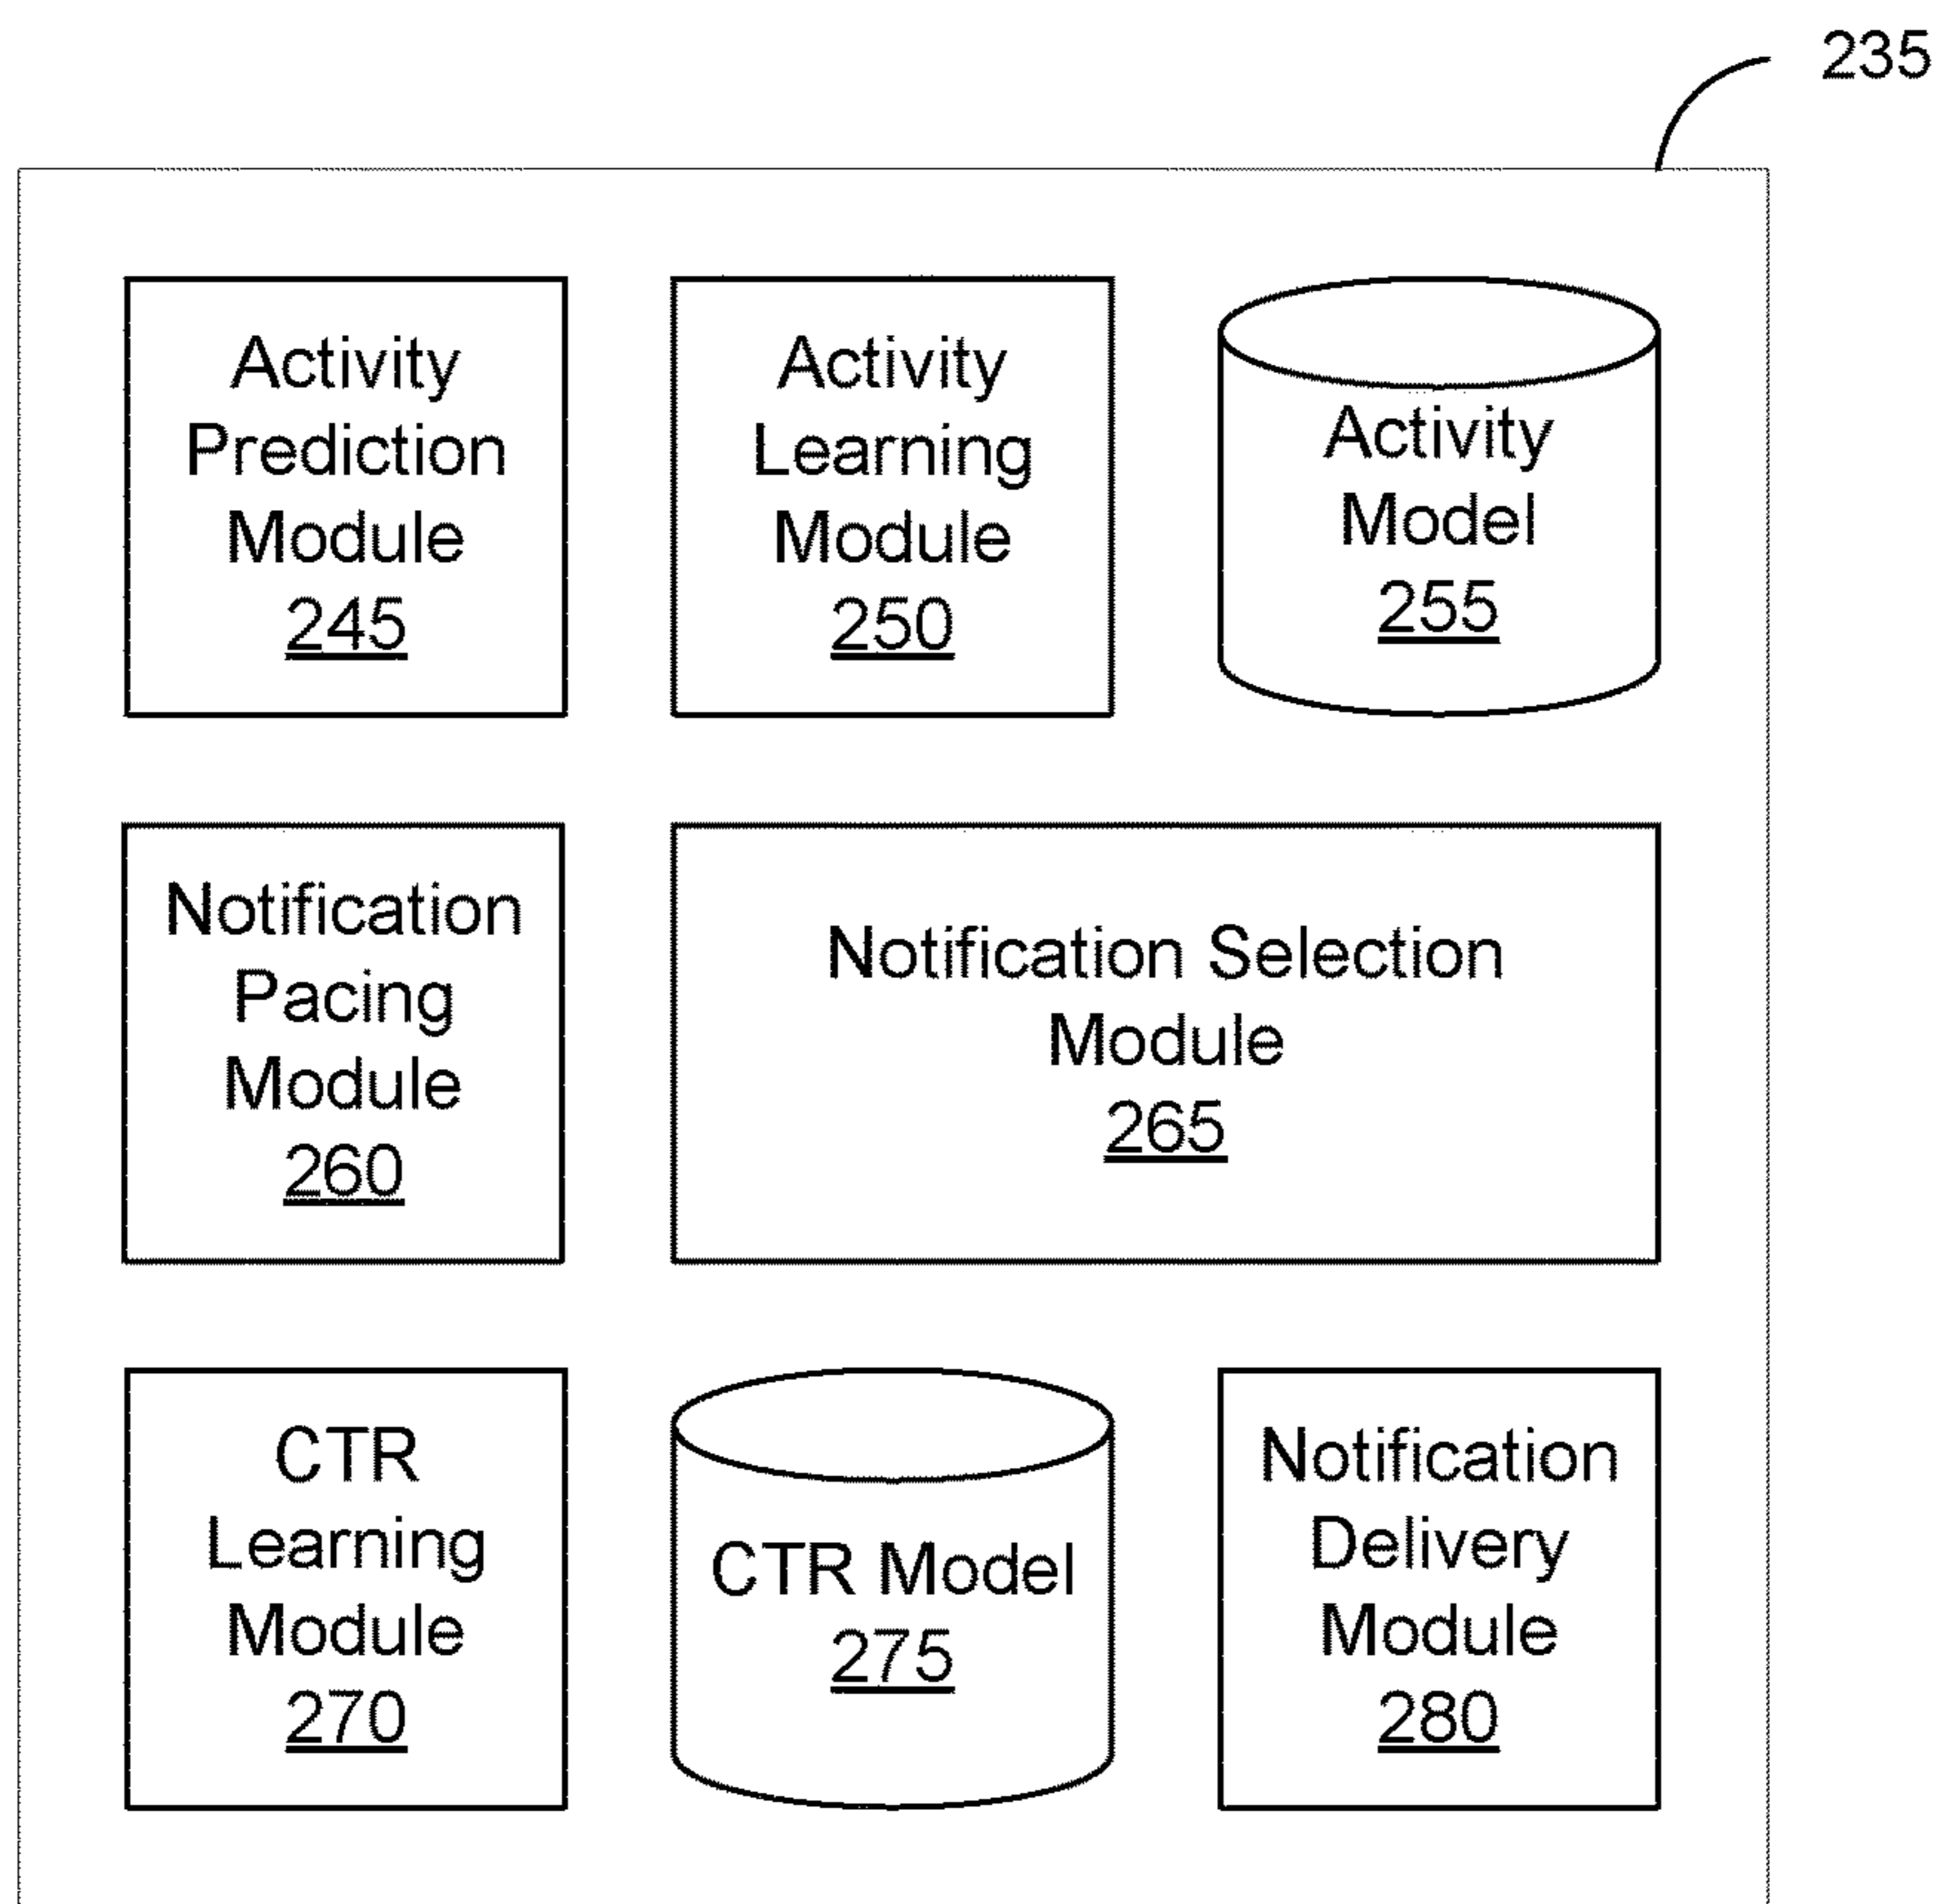 235
Activity
Prediction
Module
245
Activity
Learning
Module
250
Activity
Model
255
Notification
Pacing
Module
260
Notification Selection
Module
265
CTR
Learning
Module
270
CTR Model
275
Notification
Delivery
Module
280